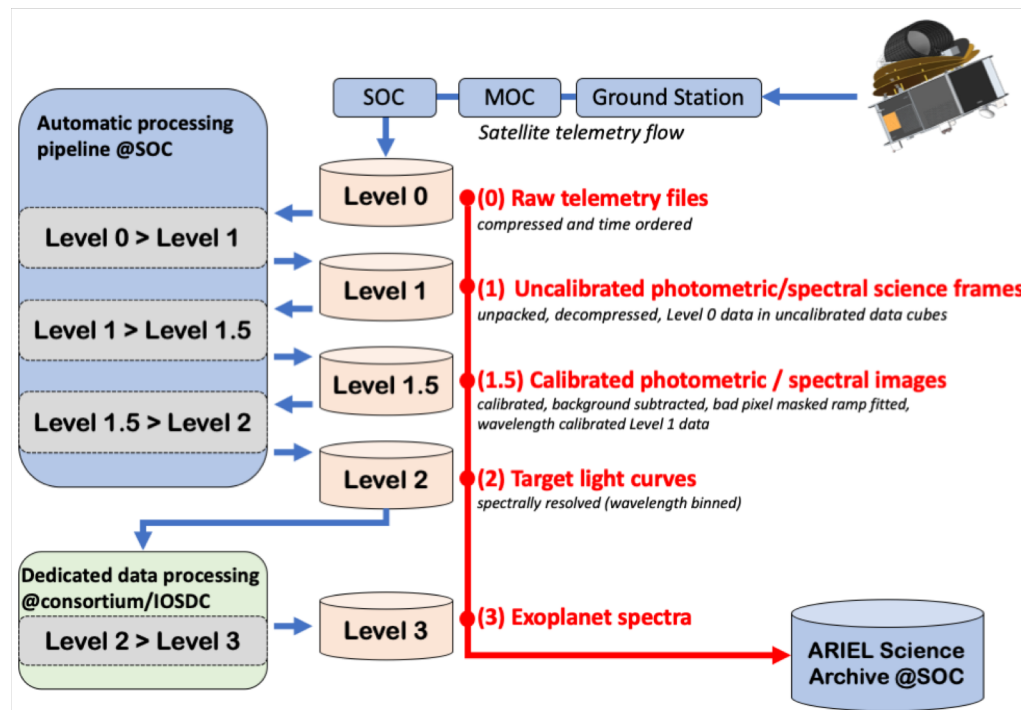 SOC
MOC
Ground Station
Satellite telemetry flow
Automatic processing
pipeline @SOC
Level 0
(0) Raw telemetry files
compressed and time ordered
Level 0 > Level 1
Level 1
(1) Uncalibrated photometric/spectral science frames
unpacked, decompressed, Level 0 data in uncalibrated data cubes
Level 1 > Level 1.5
Level 1.5
(1.5) Calibrated photometric / spectral images
calibrated, background subtracted, bad pixel masked ramp fitted,
wavelength calibrated Level 1 data
Level 1.5 > Level 2
Level 2
(2) Target light curves
spectrally resolved (wavelength binned)
Dedicated data processing
@consortium/IOSDC
Level 2 > Level 3
Level 3
(3) Exoplanet spectra
ARIEL Science
Archive @SOC